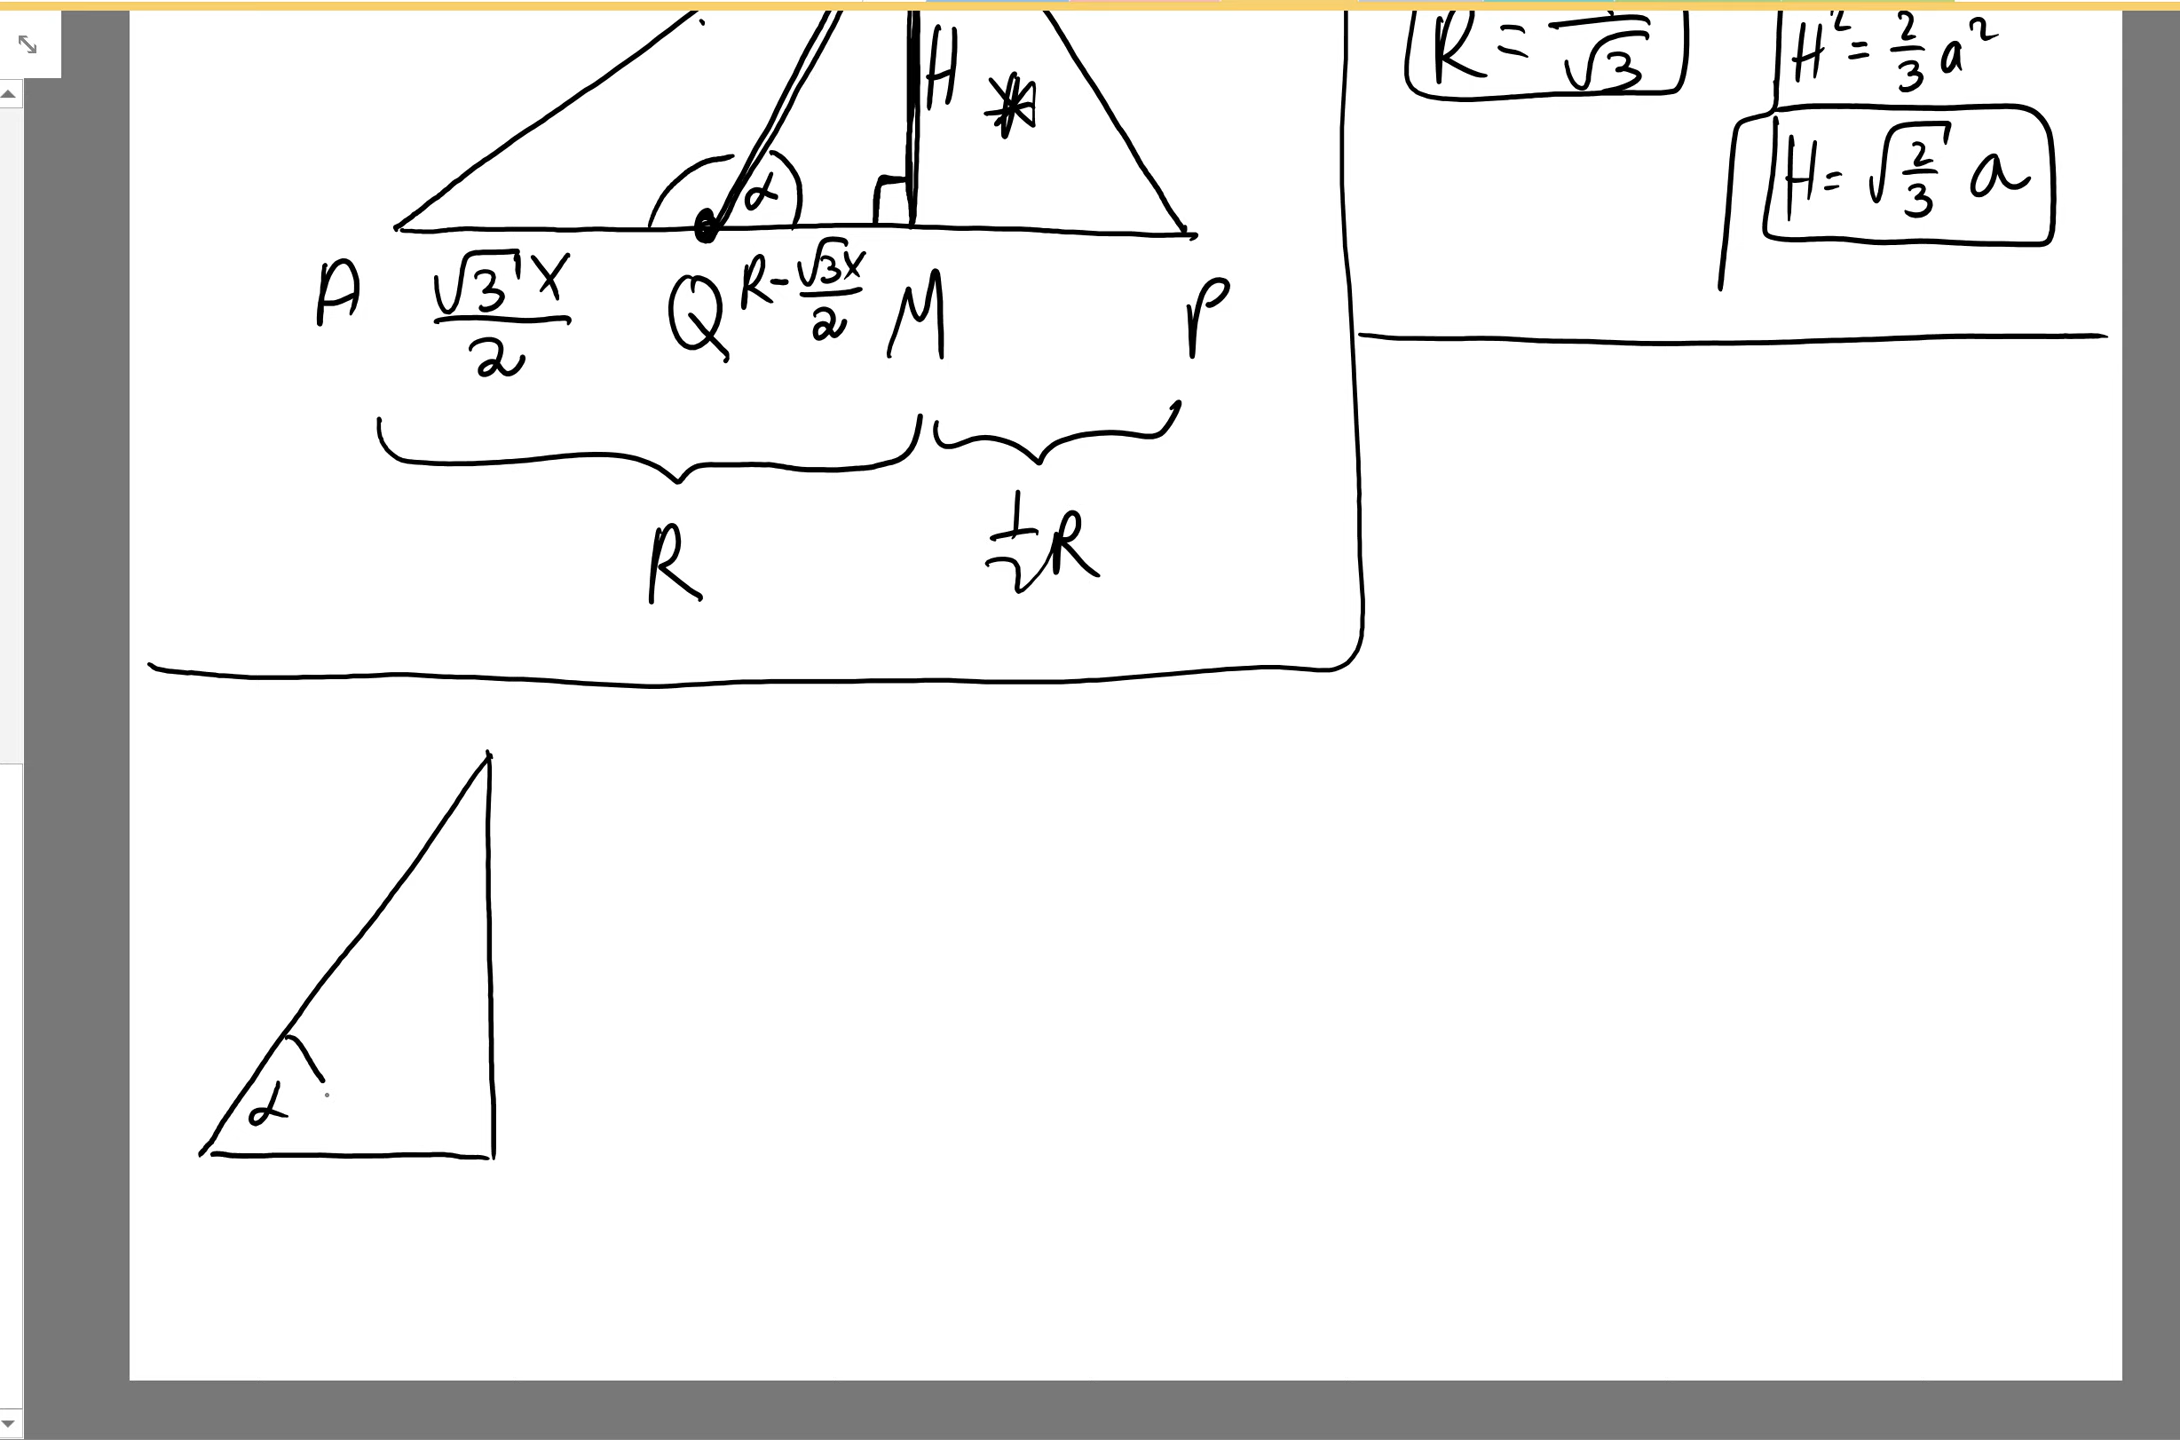 H
R = /√3
H² = 2/3 a²
H = √(2/3) a
α
A √3 x / 2 Q R - √3x / 2 M P
R 1/2 R
α